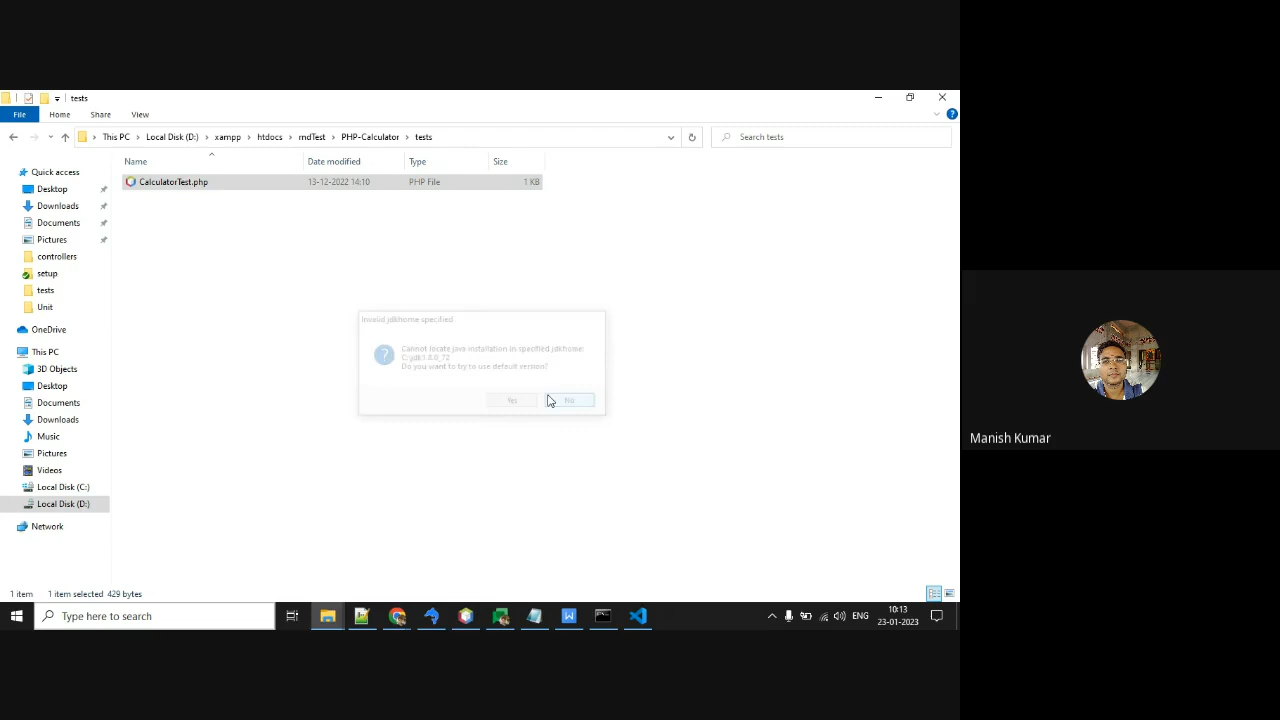 tests
File
Home
Share
View
This PC
Local Disk (D:)
xampp
htdocs
mdTest
PHP-Calculator
tests
Search tests
Name
Date modified
Type
Size
CalculatorTest.php
13-12-2022 14:10
PHP File
1 KB
Quick access
Desktop
Downloads
Documents
Pictures
controllers
setup
tests
Unit
OneDrive
This PC
3D Objects
Desktop
Documents
Downloads
Music
Pictures
Videos
Local Disk (C:)
Local Disk (D:)
Network
Invalid jdkhome specified
Cannot locate java installation in specified jdkhome:
C:\jdk1.8.0_72
Do you want to try to use default version?
Yes
No
1 item
1 item selected
429 bytes
Type here to search
ENG
10:13
23-01-2023
Manish Kumar